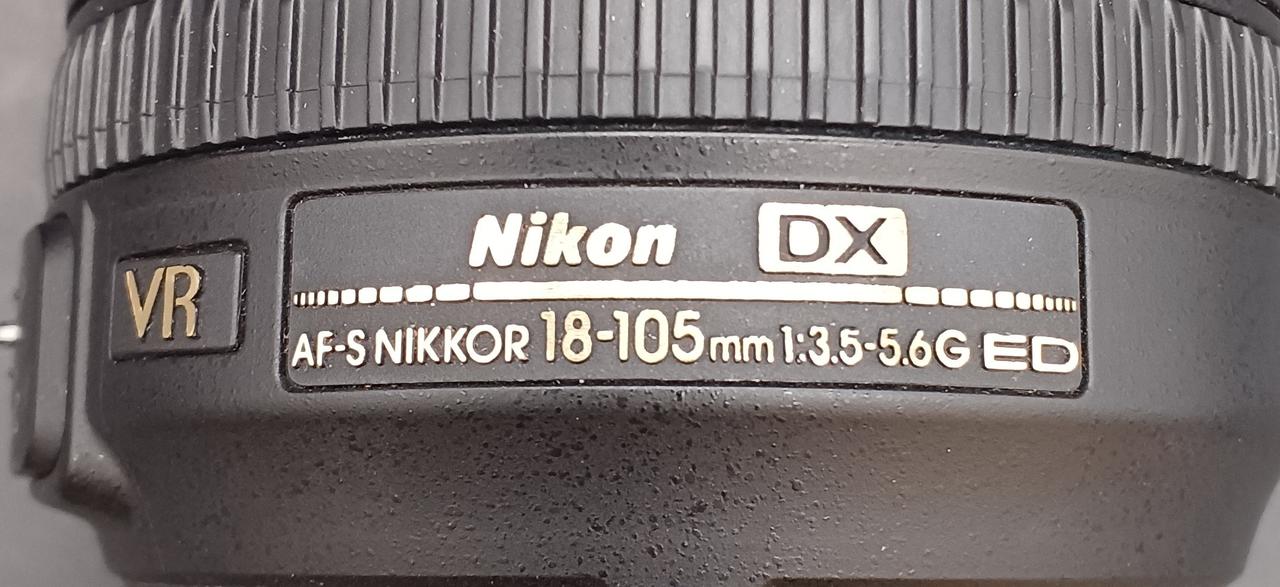 Nikon DX
VR
AF-S NIKKOR 18-105mm 1:3.5-5.6G ED